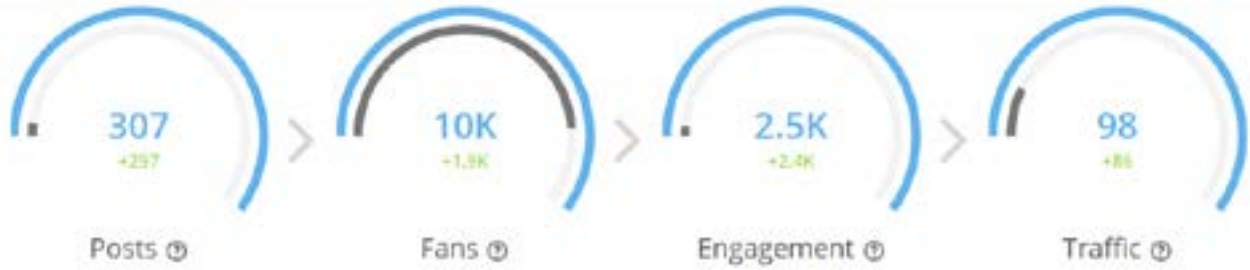 307
+297
Posts
10K
+1.9K
Fans
2.5K
+2.4K
Engagement
98
+86
Traffic